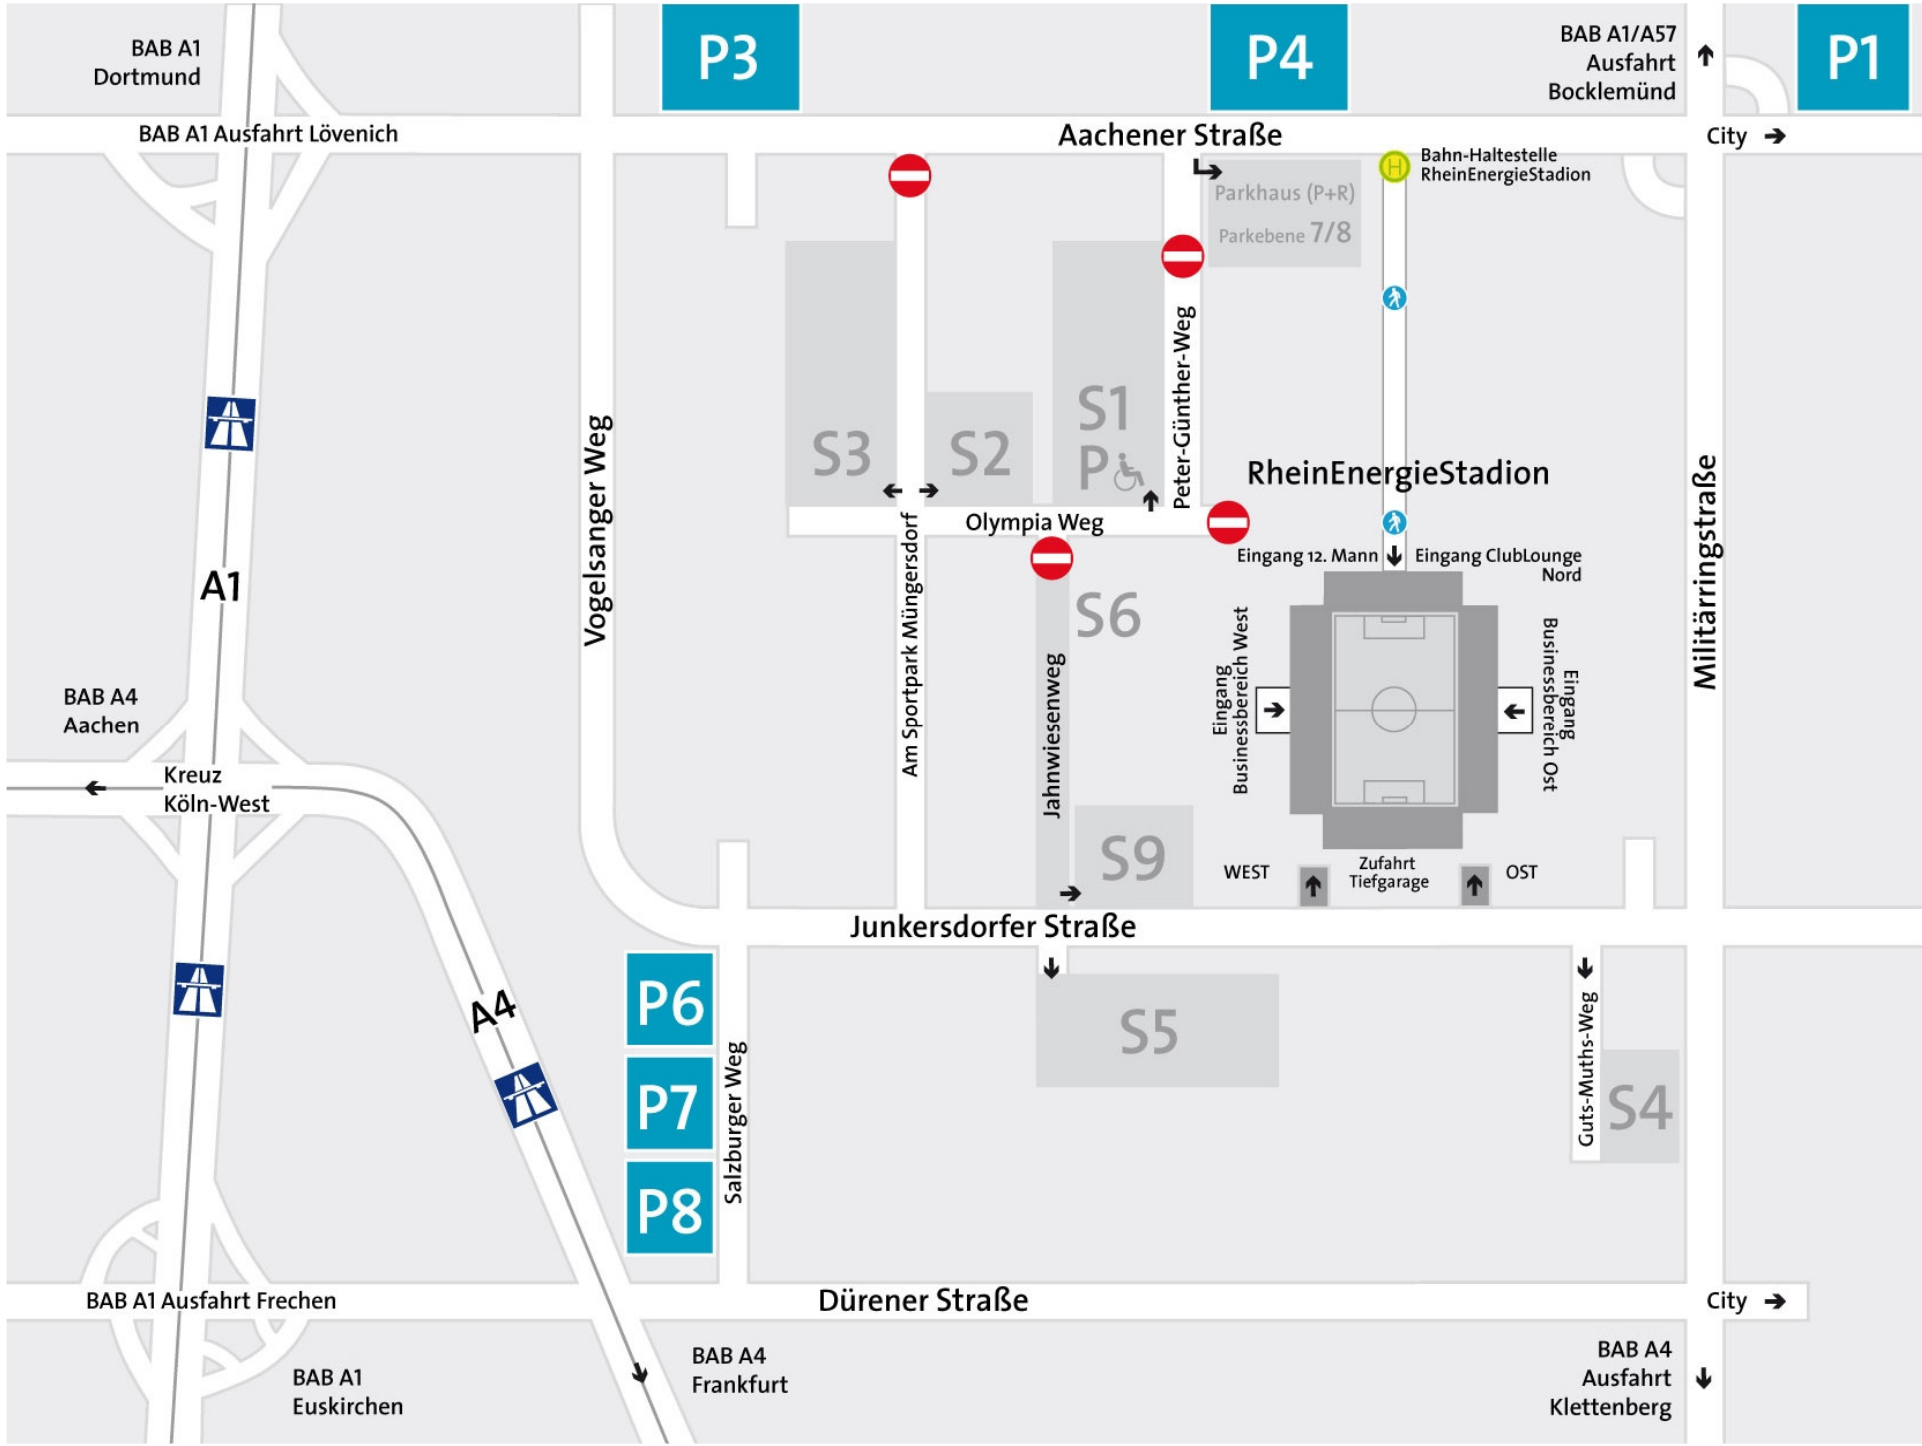 BAB A1
Dortmund
P3
P4
BAB A1/A57
Ausfahrt
Bocklemünd
P1
BAB A1 Ausfahrt Lövenich
Aachener Straße
City
Bahn-Haltestelle
RheinEnergieStadion
H
Parkhaus (P+R)
Parkebene 7/8
Vogelsanger Weg
S3
S2
S1
P
Peter-Günther-Weg
RheinEnergieStadion
Militärringstraße
Olympia Weg
Am Sportpark Müngersdorf
Eingang 12. Mann
Eingang ClubLounge
Nord
A1
S6
Jahnwiesenweg
Eingang
Businessbereich West
Eingang
Businessbereich Ost
BAB A4
Aachen
Kreuz
Köln-West
S9
WEST
Zufahrt
Tiefgarage
OST
Junkersdorfer Straße
A4
P6
P7
P8
Salzburger Weg
S5
Guts-Muths-Weg
S4
BAB A1 Ausfahrt Frechen
Dürener Straße
City
BAB A1
Euskirchen
BAB A4
Frankfurt
BAB A4
Ausfahrt
Klettenberg